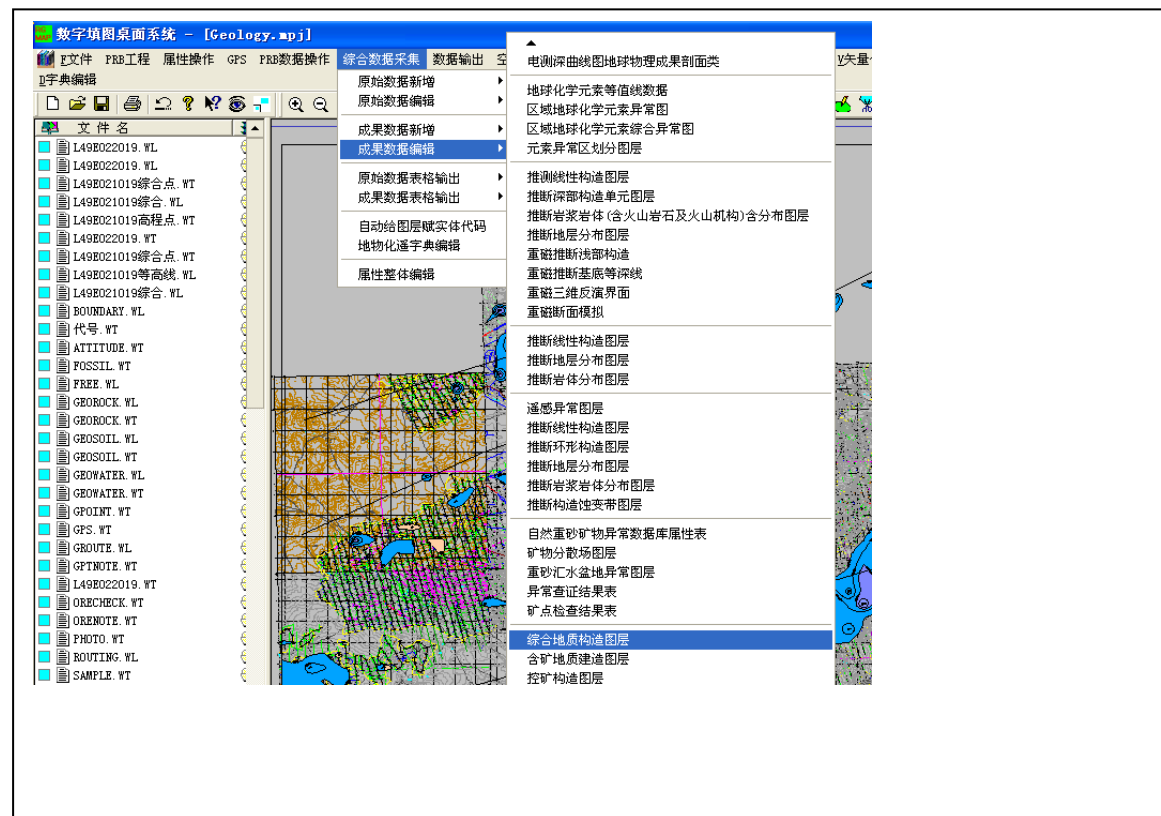 数字填图桌面系统 - [Geology.mpj]
F文件 PRB工程 属性操作 GPS PRB数据操作 综合数据采集 数据输出
D字典编辑
文件名
L49E022019.WL
L49E022019.WL
L49E021019综合点.WT
L49E021019综合.WL
L49E021019高程点.WT
L49E022019.WT
L49E021019综合点.WT
L49E021019等高线.WL
L49E021019综合.WL
BOUNDARY.WL
代号.WT
ATTITUDE.WT
FOSSIL.WT
FREE.WL
GEOROCK.WL
GEOROCK.WT
GEOSOIL.WL
GEOSOIL.WT
GEOWATER.WL
GEOWATER.WT
GPOINT.WT
GPS.WT
GROUTE.WL
GPTNOTE.WT
L49E022019.WT
ORECHECK.WT
ORENOTE.WT
PHOTO.WT
ROUTING.WL
SAMPLE.WT
原始数据新增
原始数据编辑
成果数据新增
成果数据编辑
原始数据表格输出
成果数据表格输出
自动给图层赋实体代码
地物化遥字典编辑
属性整体编辑
电测深曲线图地球物理成果剖面类
地球化学元素等值线数据
区域地球化学元素异常图
区域地球化学元素综合异常图
元素异常区划分图层
推测线性构造图层
推断深部构造单元图层
推断岩浆岩体(含火山岩石及火山机构)含分布图层
推断地层分布图层
重磁推断浅部构造
重磁推断基底等深线
重磁三维反演界面
重磁断面模拟
推断线性构造图层
推断地层分布图层
推断岩体分布图层
遥感异常图层
推断线性构造图层
推断环形构造图层
推断地层分布图层
推断岩浆岩体分布图层
推断构造蚀变带图层
自然重砂矿物异常数据库属性表
矿物分散场图层
重砂汇水盆地异常图层
异常查证结果表
矿点检查结果表
综合地质构造图层
含矿地质建造图层
控矿构造图层